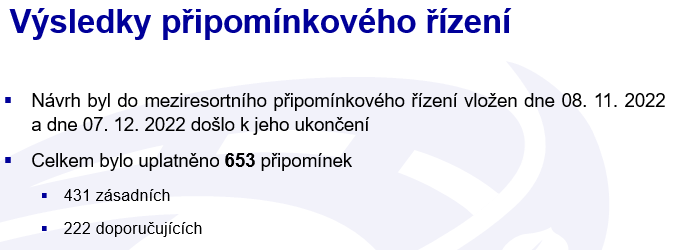 Výsledky připomínkového řízení
Návrh byl do meziresortního připomínkového řízení vložen dne 08. 11. 2022
a dne 07. 12. 2022 došlo k jeho ukončení
Celkem bylo uplatněno 653 připomínek
431 zásadních
222 doporučujících